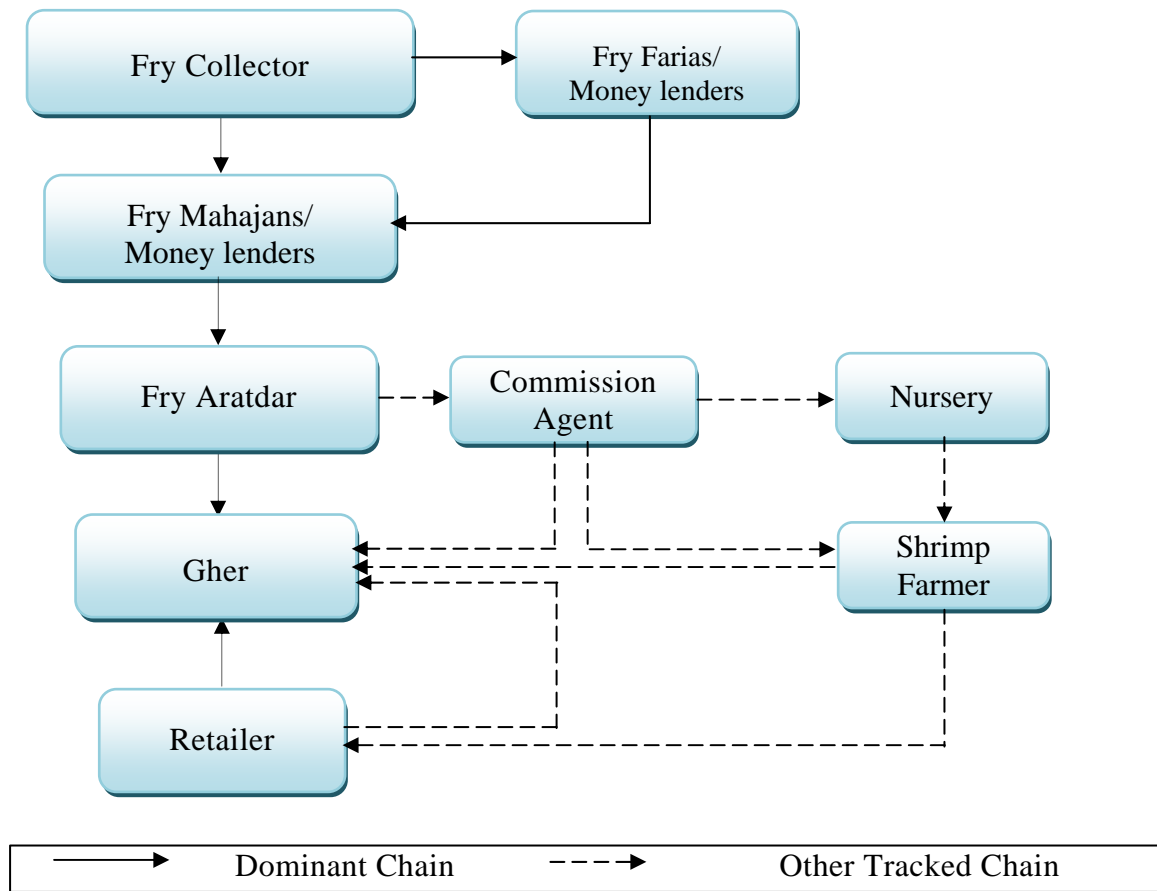 Fry Collector
Fry Farias/
Money lenders
Fry Mahajans/
Money lenders
Fry Aratdar
Commission
Agent
Nursery
Gher
Shrimp
Farmer
Retailer
Dominant Chain
Other Tracked Chain